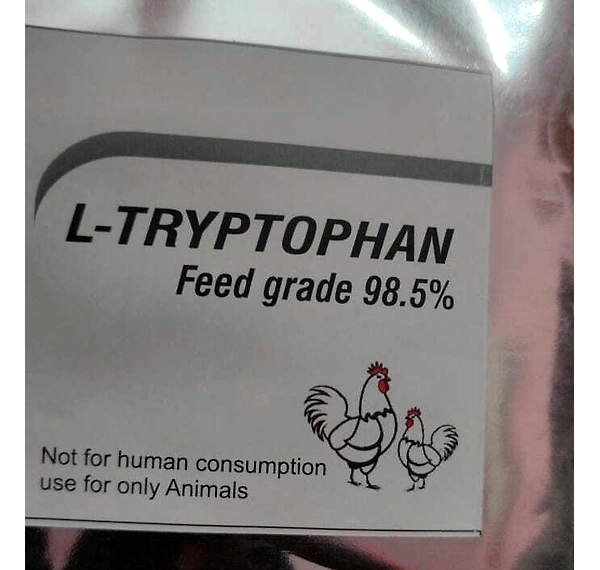 L-TRYPTOPHAN
Feed grade 98.5%
Not for human consumption
use for only Animals